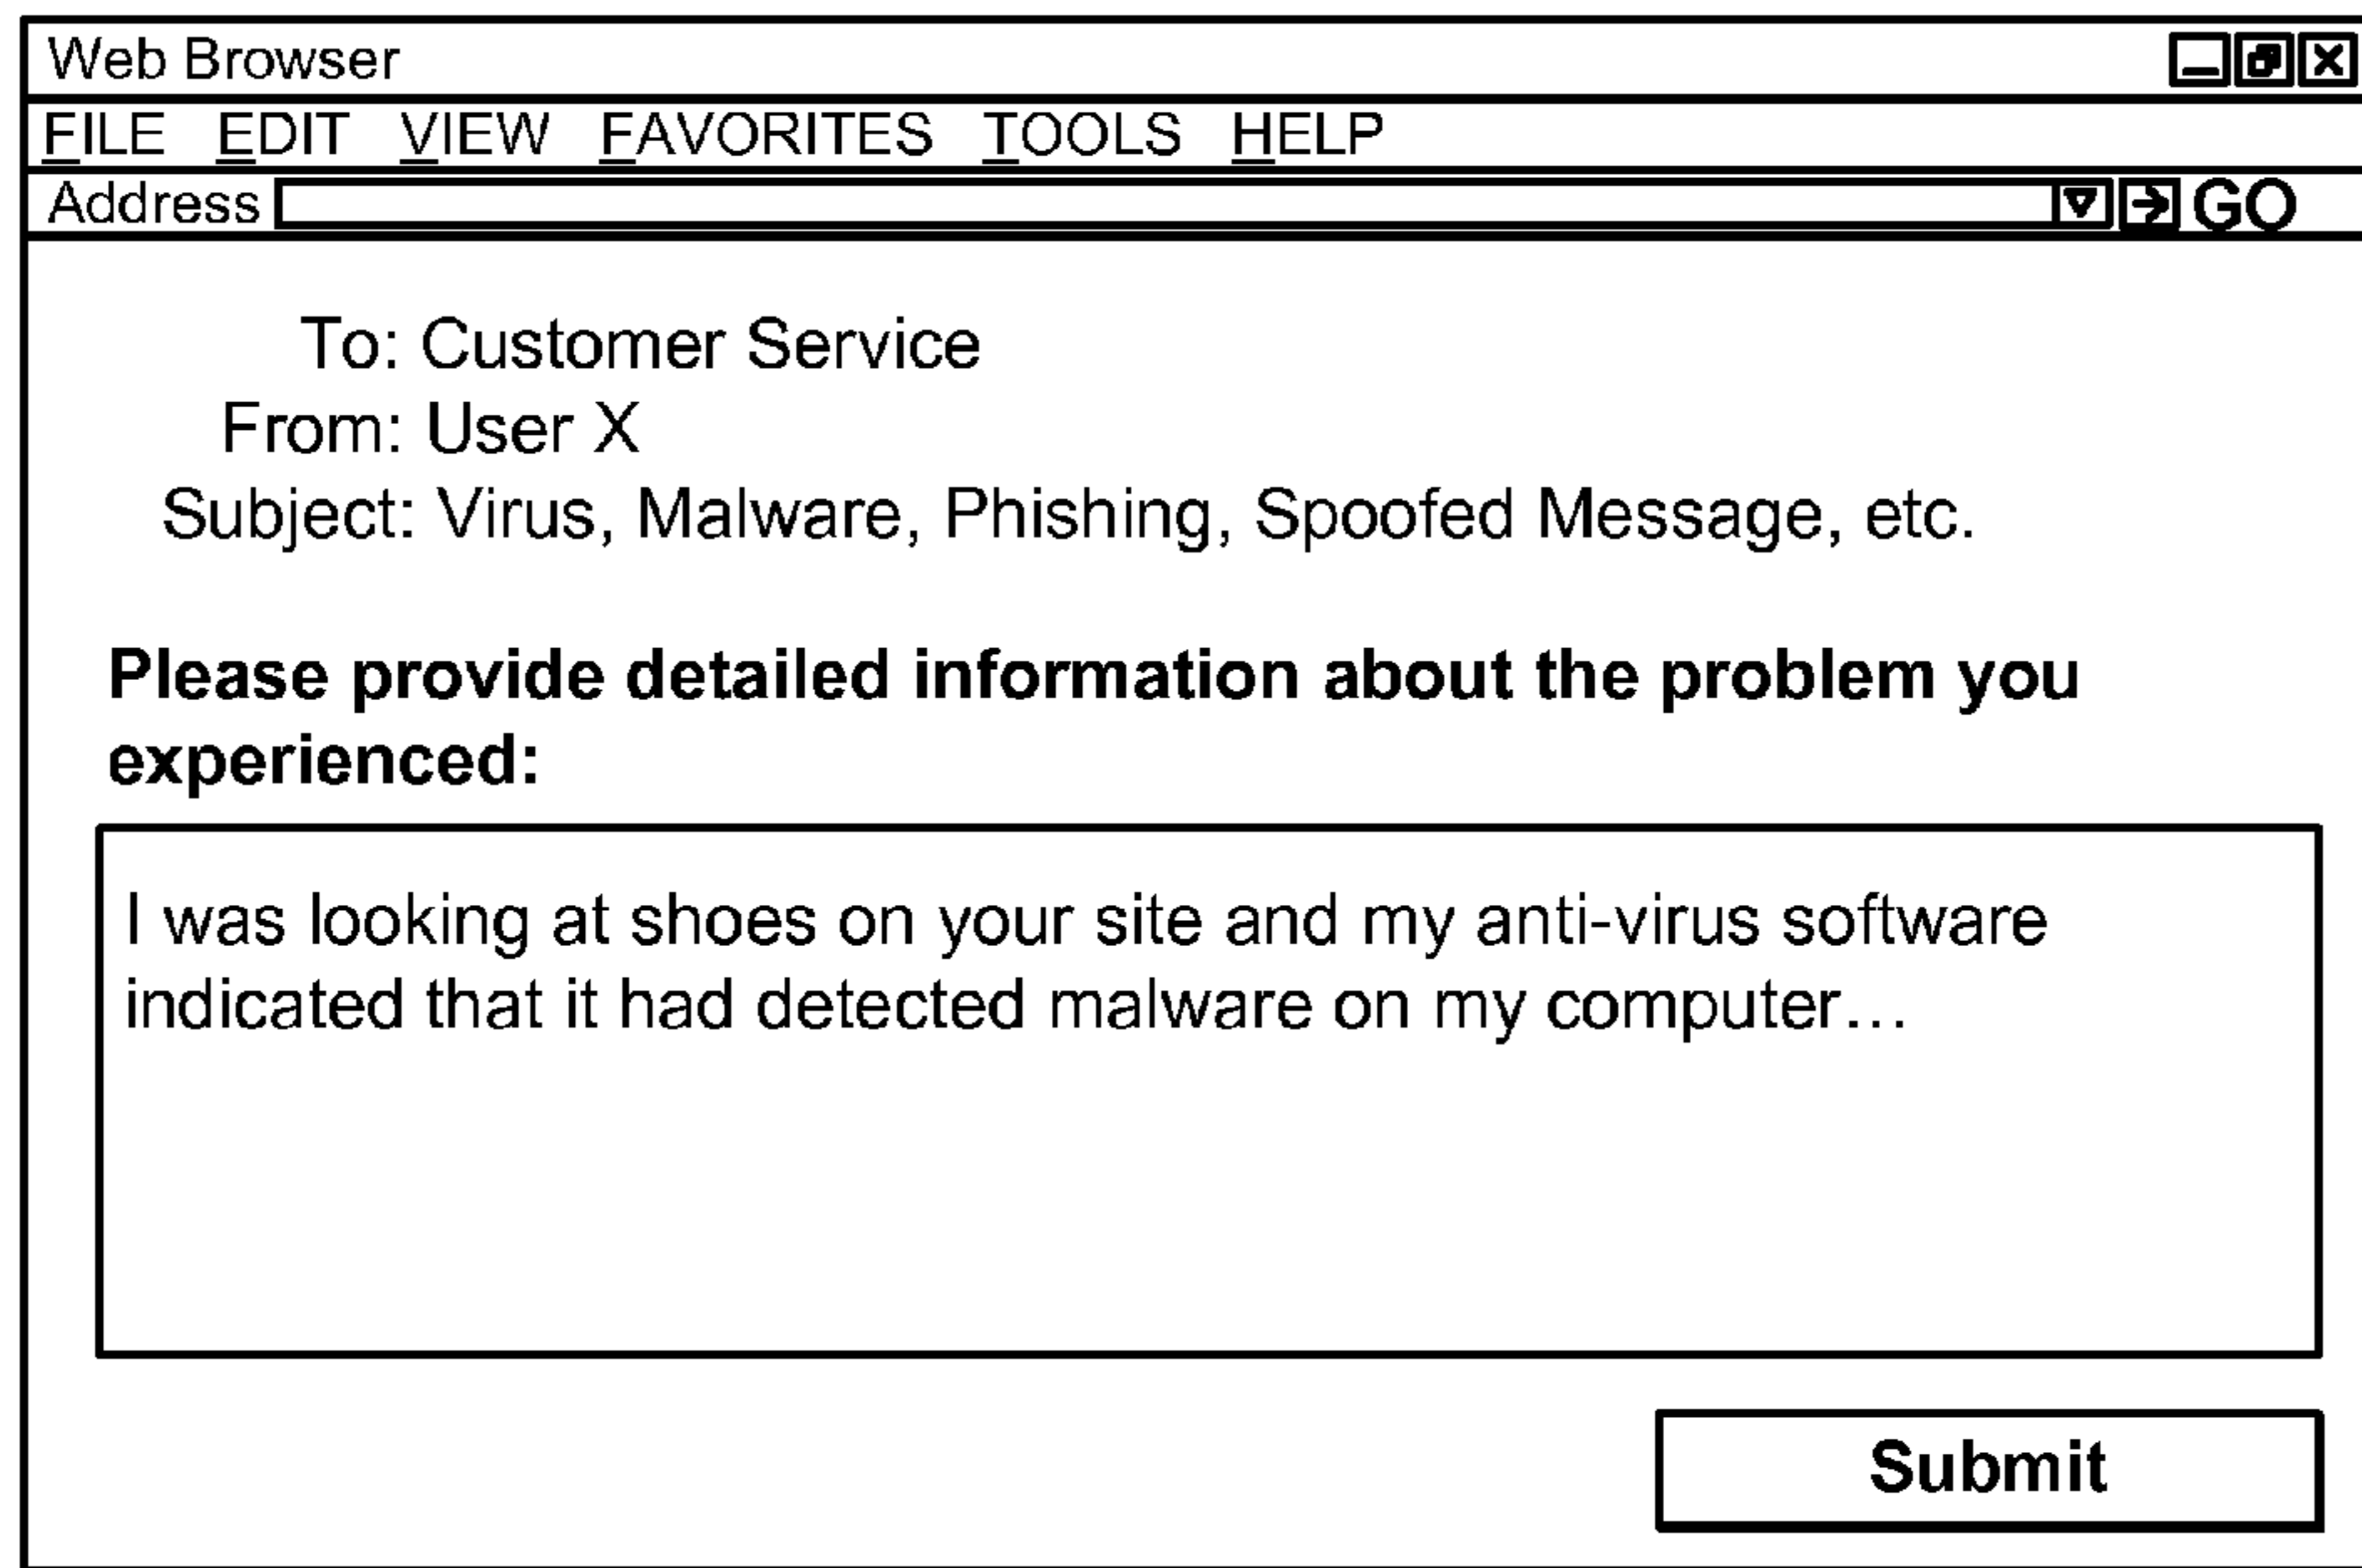 Web Browser
FILE EDIT VIEW FAVORITES TOOLS HELP
Address GO
To: Customer Service
From: User X
Subject: Virus, Malware, Phishing, Spoofed Message, etc.
Please provide detailed information about the problem you
experienced:
I was looking at shoes on your site and my anti-virus software
indicated that it had detected malware on my computer...
Submit